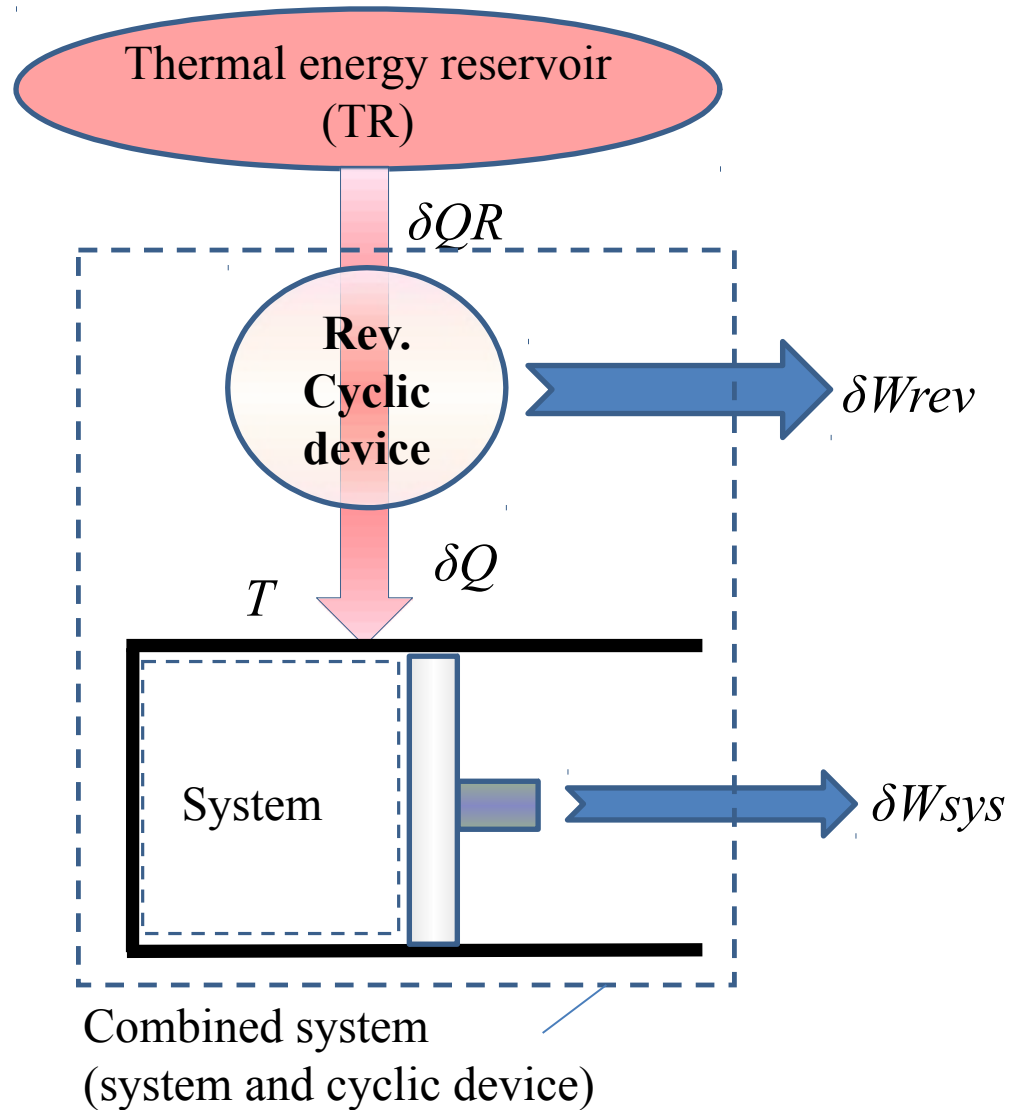 Thermal energy reservoir
(TR)
δQR
Rev.
Cyclic
device
δWrev
δQ
T
System
δWsys
Combined system
(system and cyclic device)